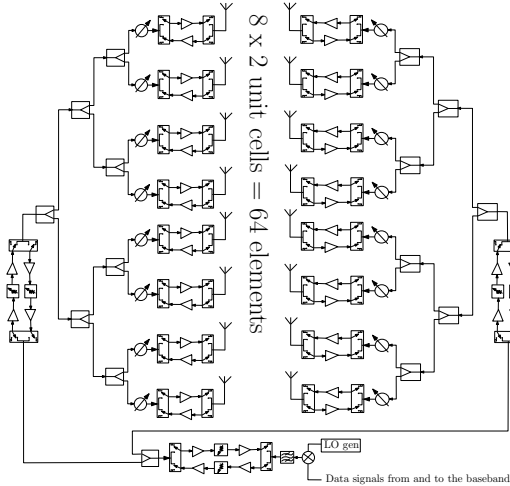 8 x 2 unit cells = 64 elements
LO gen
Data signals from and to the baseband